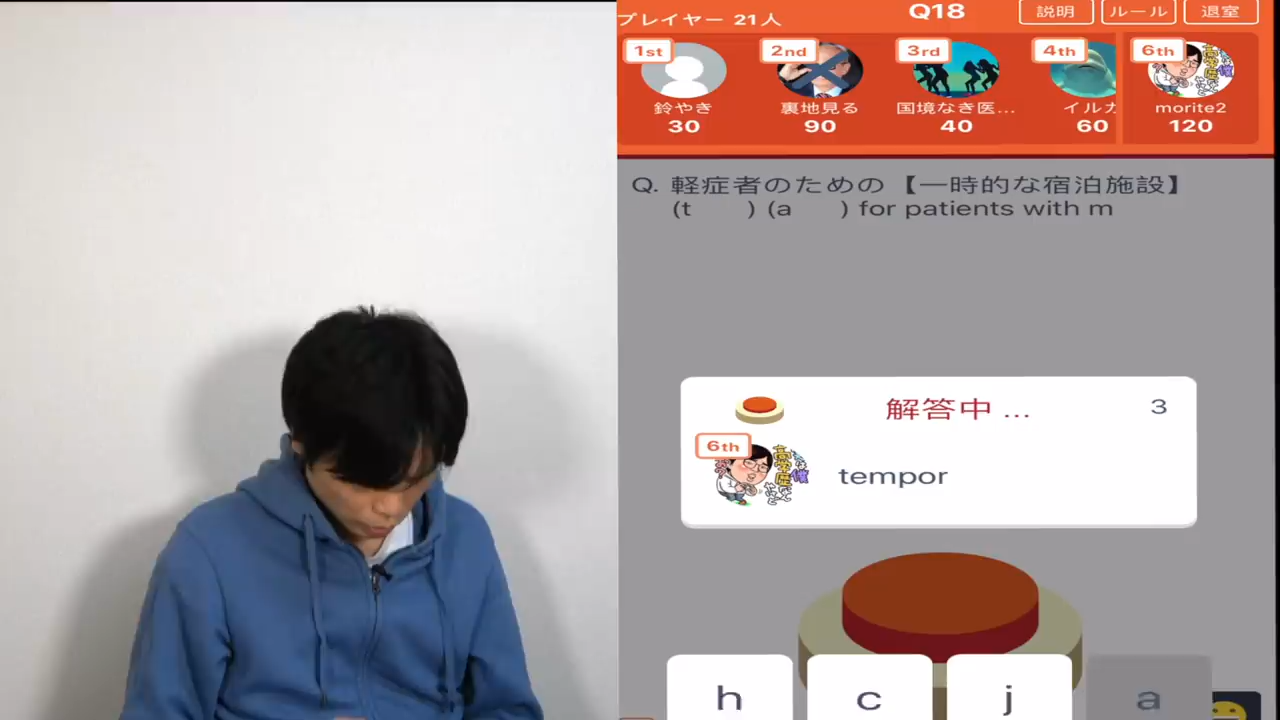 プレイヤー 21人
Q18
説明
ルール
退室
1st
2nd
3rd
4th
6th
鈴やき
裏地見る
国境なき医…
イルカ
morite2
30
90
40
60
120
Q. 軽症者のための【一時的な宿泊施設】
(t ) (a ) for patients with m
解答中 …
3
6th
tempor
h
c
j
a